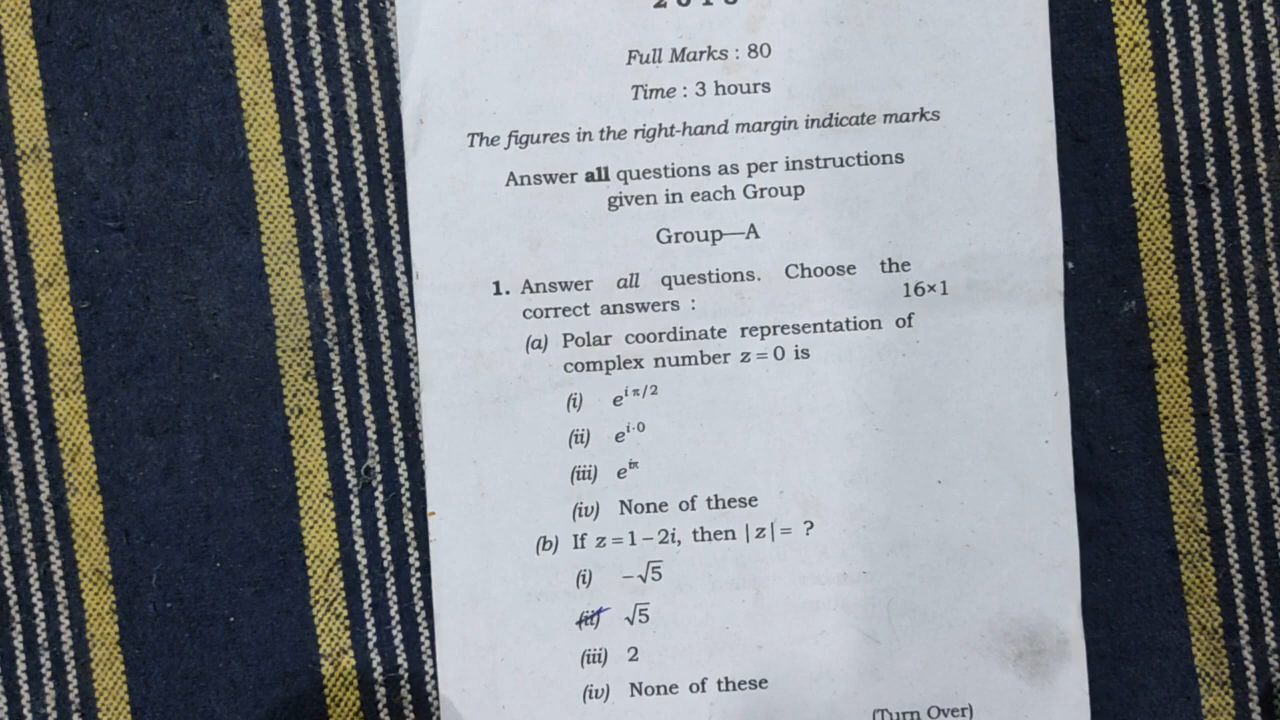 Full Marks : 80
Time : 3 hours
The figures in the right-hand margin indicate marks
Answer all questions as per instructions
given in each Group
Group—A
1. Answer all questions. Choose the
correct answers : 16×1
(a) Polar coordinate representation of
complex number z = 0 is
(i) e^{iπ/2}
(ii) e^{i·0}
(iii) e^{iπ}
(iv) None of these
(b) If z = 1 – 2i, then |z| = ?
(i) –√5
(ii) √5
(iii) 2
(iv) None of these
(Turn Over)